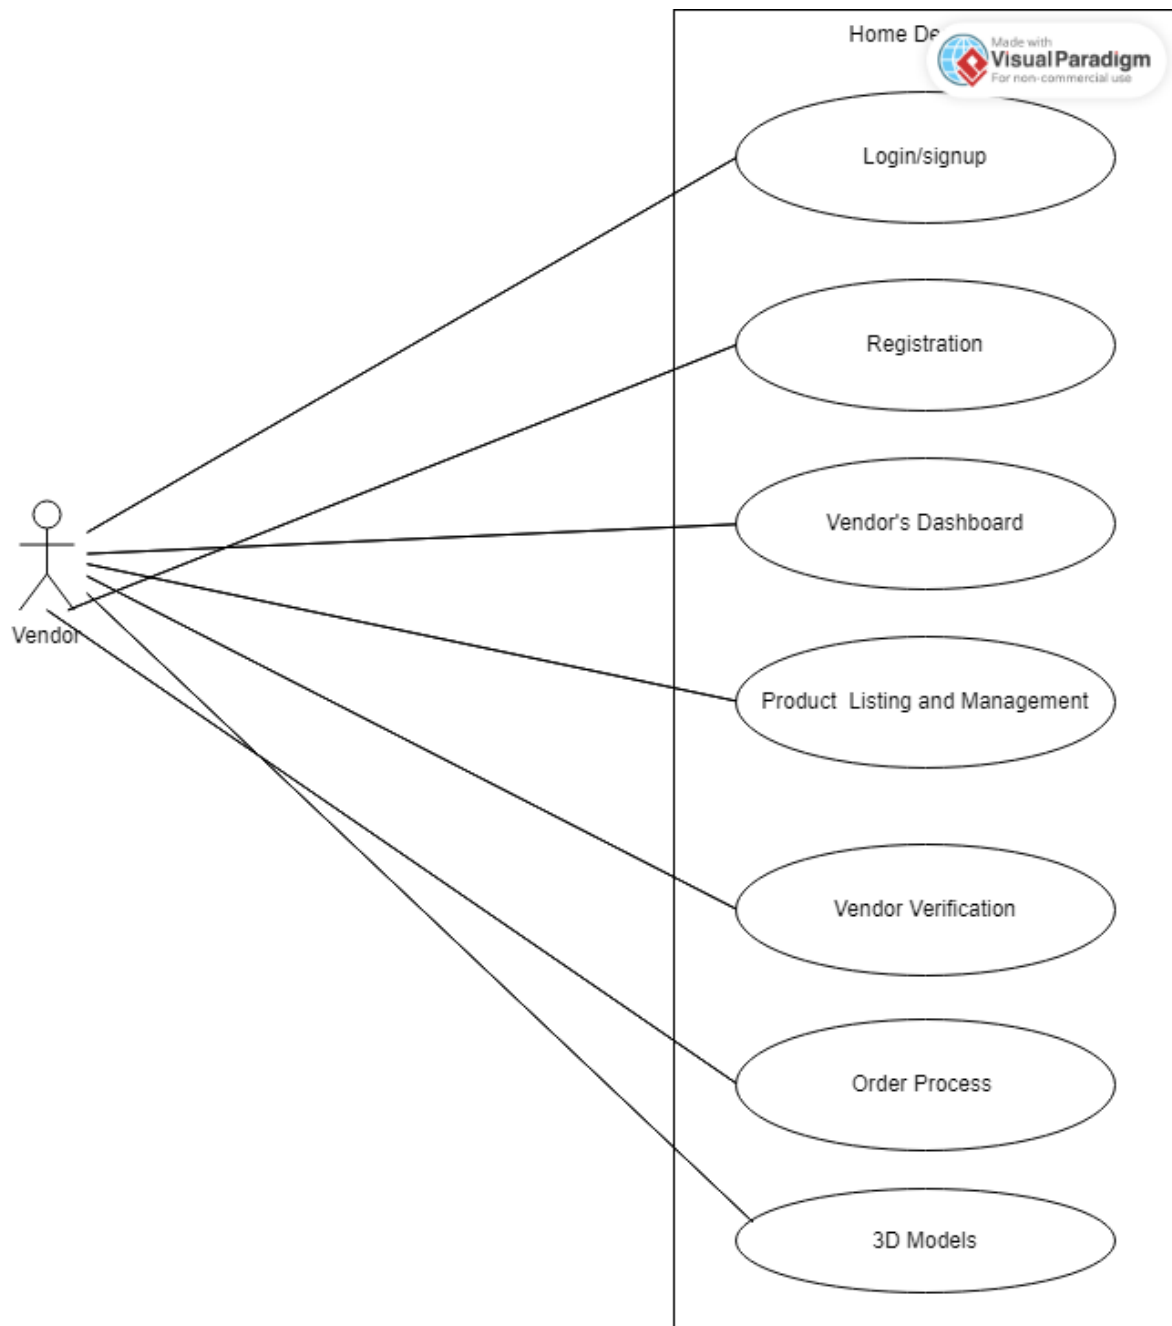 Home De
Made with
Visual Paradigm
For non-commercial use
Login/signup
Registration
Vendor's Dashboard
Vendor
Product  Listing and Management
Vendor Verification
Order Process
3D Models